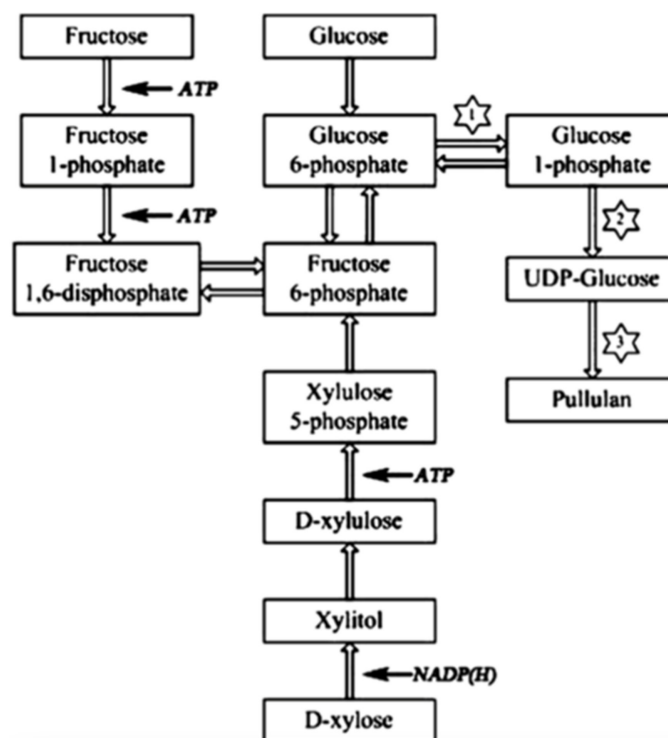 Fructose
Glucose
ATP
1
Fructose
1-phosphate
Glucose
6-phosphate
Glucose
1-phosphate
ATP
2
Fructose
1,6-disphosphate
Fructose
6-phosphate
UDP-Glucose
3
Xylulose
5-phosphate
Pullulan
ATP
D-xylulose
Xylitol
NADP(H)
D-xylose